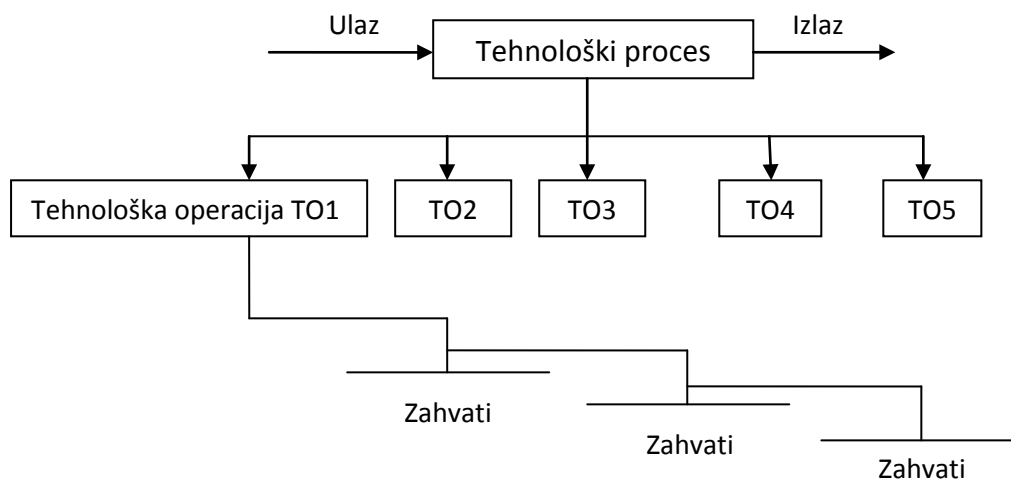 Ulaz
Tehnološki proces
Izlaz
Tehnološka operacija TO1
TO2
TO3
TO4
TO5
Zahvati
Zahvati
Zahvati